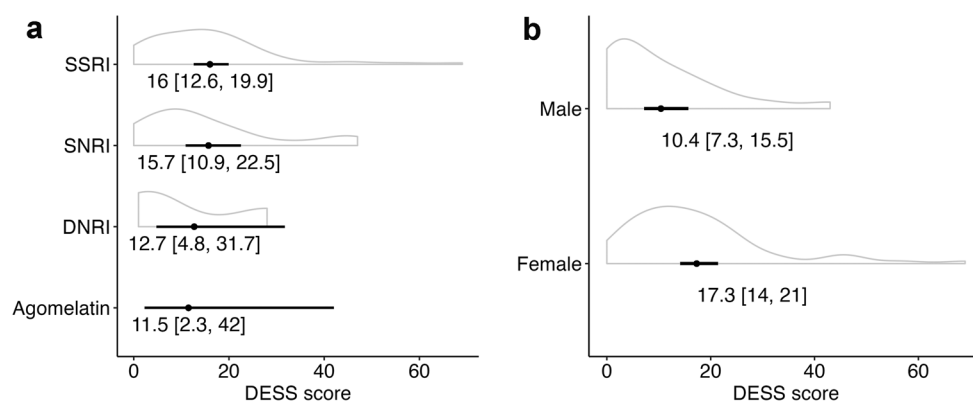 a
SSRI
16 [12.6, 19.9]
SNRI
15.7 [10.9, 22.5]
DNRI
12.7 [4.8, 31.7]
Agomelatin
11.5 [2.3, 42]
0 20 40 60
DESS score
b
Male
10.4 [7.3, 15.5]
Female
17.3 [14, 21]
0 20 40 60
DESS score